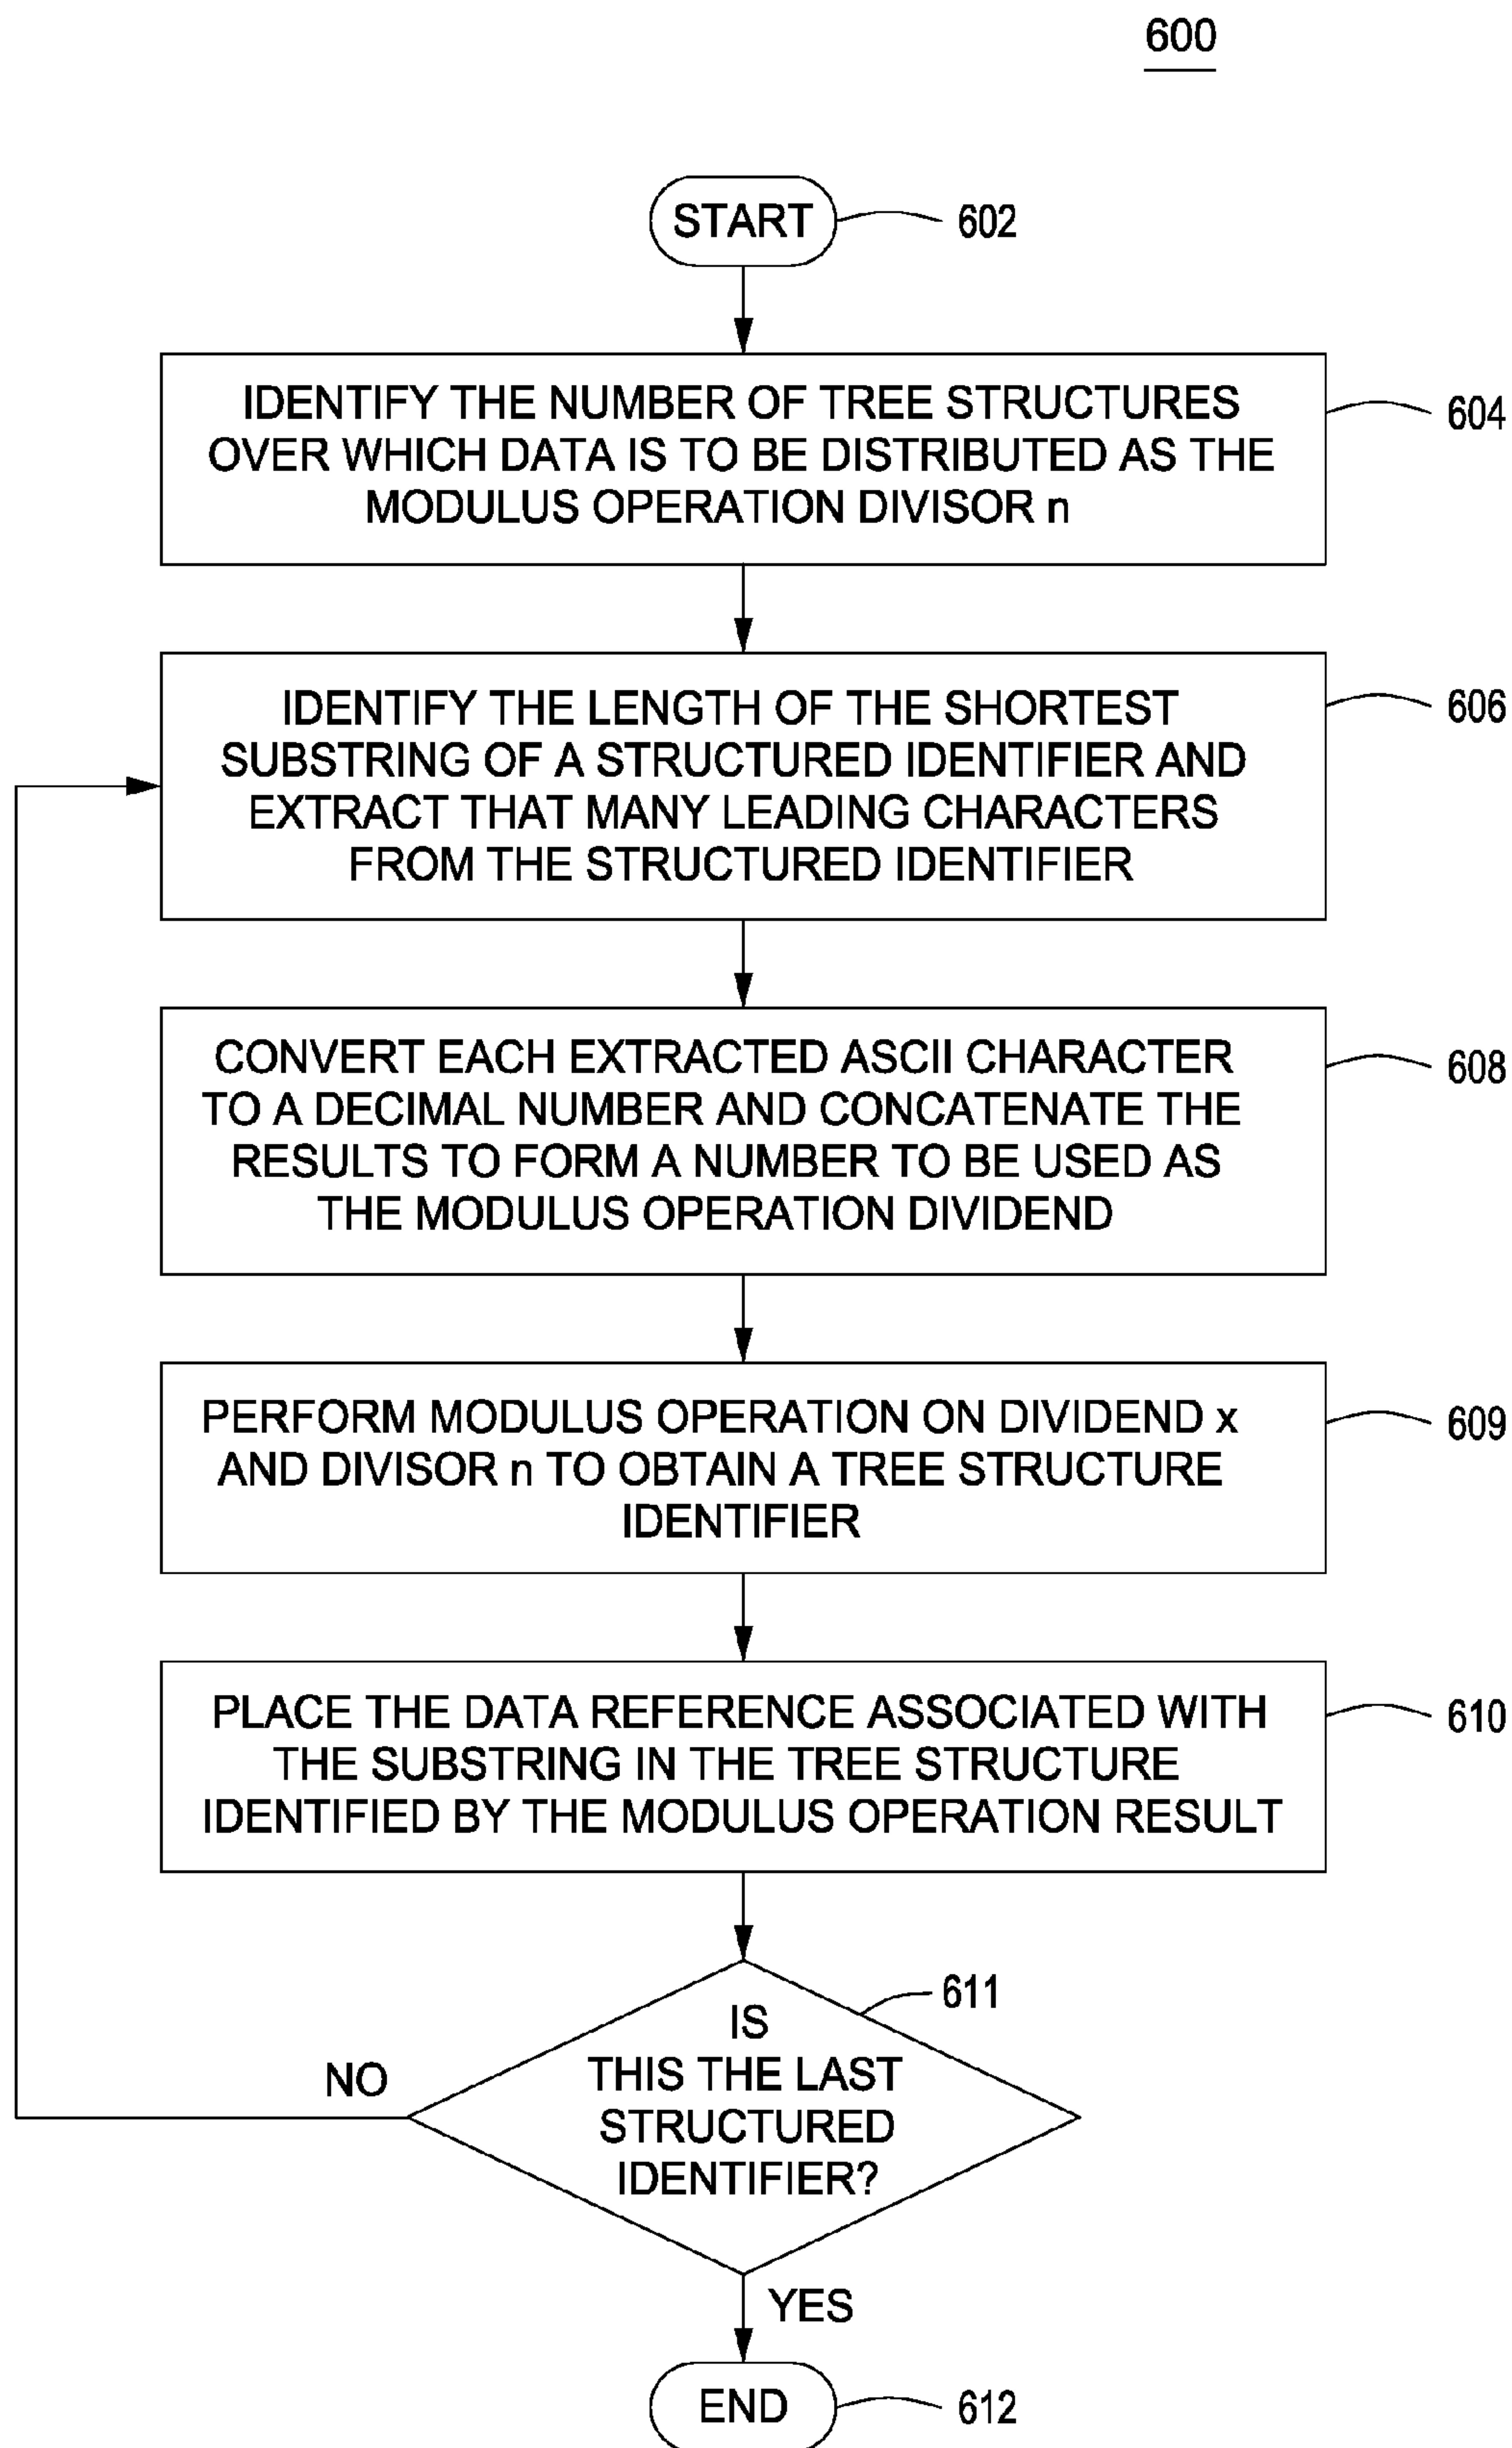 600
START
602
IDENTIFY THE NUMBER OF TREE STRUCTURES
OVER WHICH DATA IS TO BE DISTRIBUTED AS THE
MODULUS OPERATION DIVISOR n
604
IDENTIFY THE LENGTH OF THE SHORTEST
SUBSTRING OF A STRUCTURED IDENTIFIER AND
EXTRACT THAT MANY LEADING CHARACTERS
FROM THE STRUCTURED IDENTIFIER
606
CONVERT EACH EXTRACTED ASCII CHARACTER
TO A DECIMAL NUMBER AND CONCATENATE THE
RESULTS TO FORM A NUMBER TO BE USED AS
THE MODULUS OPERATION DIVIDEND
608
PERFORM MODULUS OPERATION ON DIVIDEND x
AND DIVISOR n TO OBTAIN A TREE STRUCTURE
IDENTIFIER
609
PLACE THE DATA REFERENCE ASSOCIATED WITH
THE SUBSTRING IN THE TREE STRUCTURE
IDENTIFIED BY THE MODULUS OPERATION RESULT
610
IS
THIS THE LAST
STRUCTURED
IDENTIFIER?
611
NO
YES
END
612